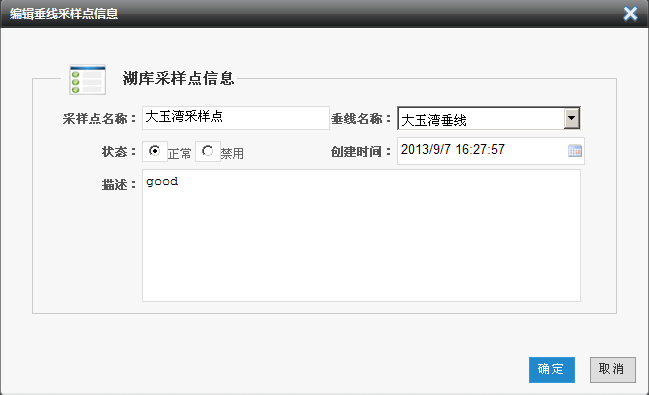 编辑垂线采样点信息
湖库采样点信息
采样点名称： 大玉湾采样点 垂线名称： 大玉湾垂线
状态： 正常 禁用 创建时间： 2013/9/7 16:27:57
描述： good
确定 取消